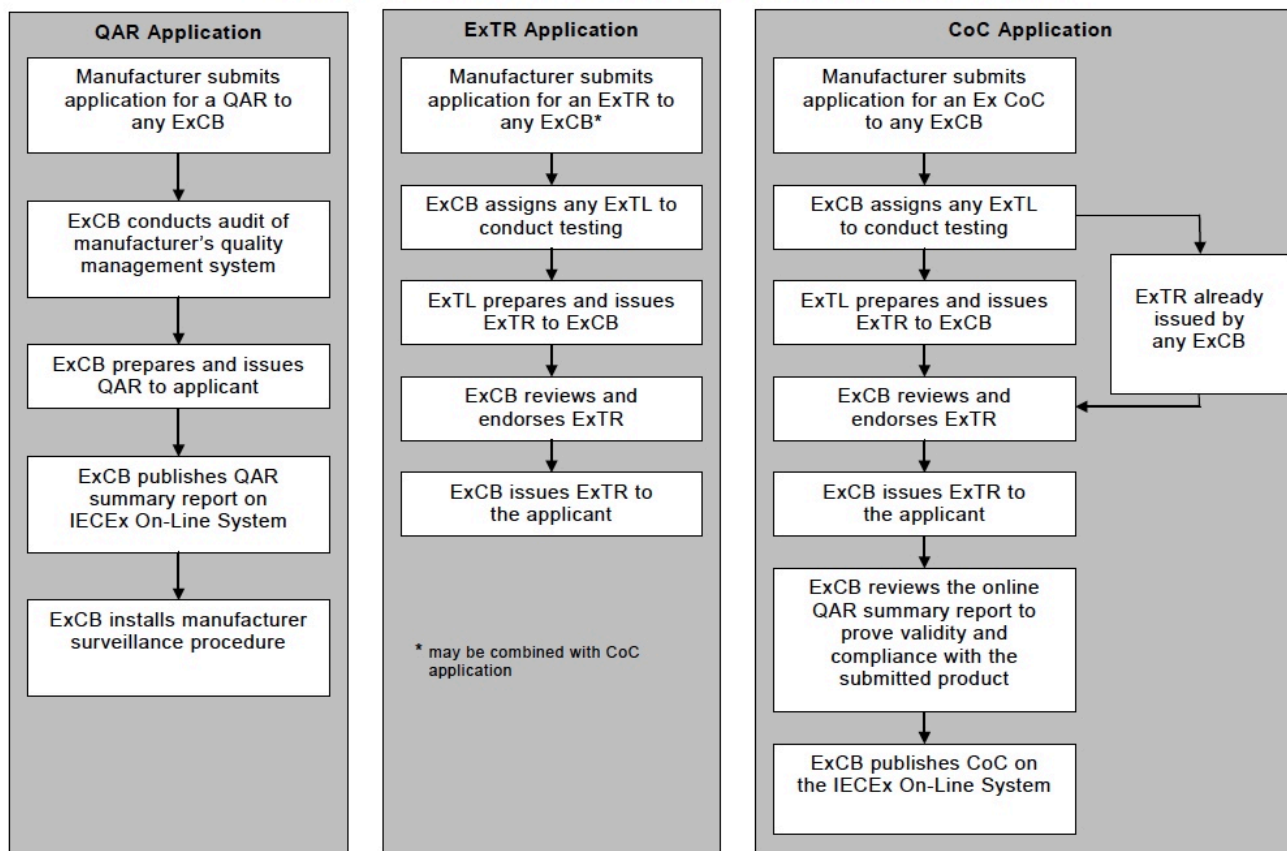 QAR Application
Manufacturer submits
application for a QAR to
any ExCB
ExCB conducts audit of
manufacturer's quality
management system
ExCB prepares and issues
QAR to applicant
ExCB publishes QAR
summary report on
IECEx On-Line System
ExCB installs manufacturer
surveillance procedure
ExTR Application
Manufacturer submits
application for an ExTR to
any ExCB*
ExCB assigns any ExTL to
conduct testing
ExTL prepares and issues
ExTR to ExCB
ExCB reviews and
endorses ExTR
ExCB issues ExTR to
the applicant
* may be combined with CoC
application
CoC Application
Manufacturer submits
application for an Ex CoC
to any ExCB
ExCB assigns any ExTL
to conduct testing
ExTL prepares and issues
ExTR to ExCB
ExTR already
issued by
any ExCB
ExCB reviews and
endorses ExTR
ExCB issues ExTR to
the applicant
ExCB reviews the online
QAR summary report to
prove validity and
compliance with the
submitted product
ExCB publishes CoC on
the IECEx On-Line System